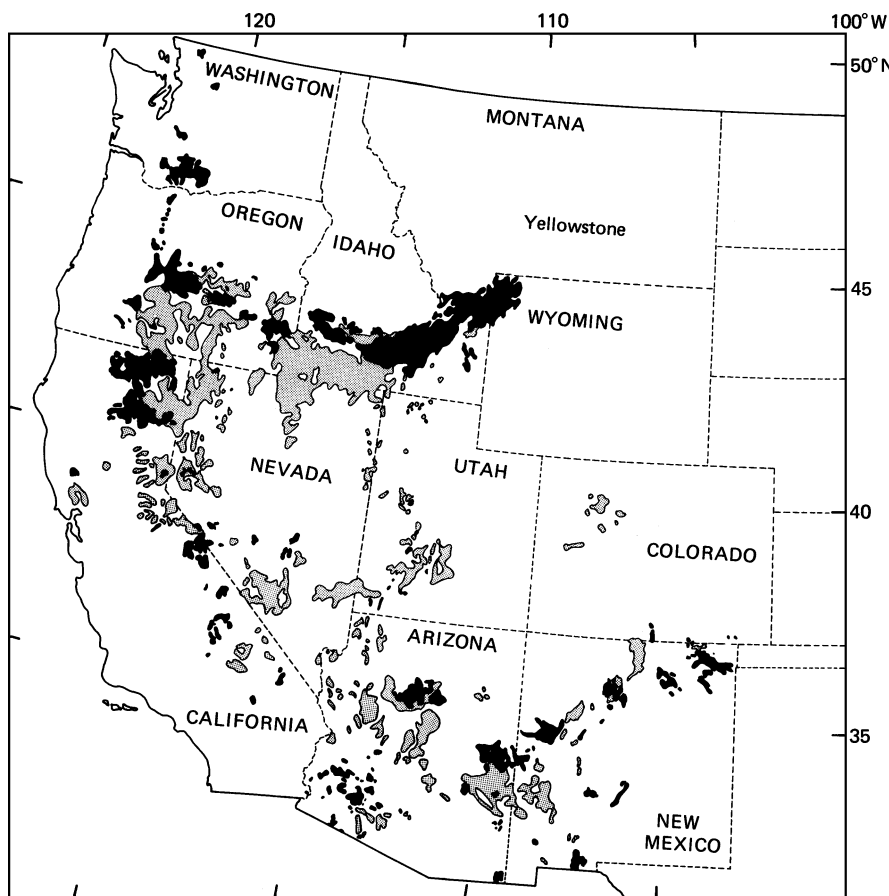 120
110
100°W
50°N
WASHINGTON
MONTANA
OREGON
IDAHO
Yellowstone
45
WYOMING
NEVADA
UTAH
40
COLORADO
ARIZONA
CALIFORNIA
35
NEW
MEXICO